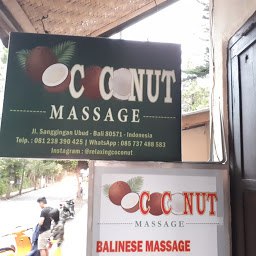 COCONUT
MASSAGE
Jl. Sanggingan Ubud - Bali 80571 - Indonesia
Telp. : 081 238 390 425 | WhatsApp : 085 737 488 583
Instagram : @relaxingcoconut
COCONUT
MASSAGE
BALINESE MASSAGE